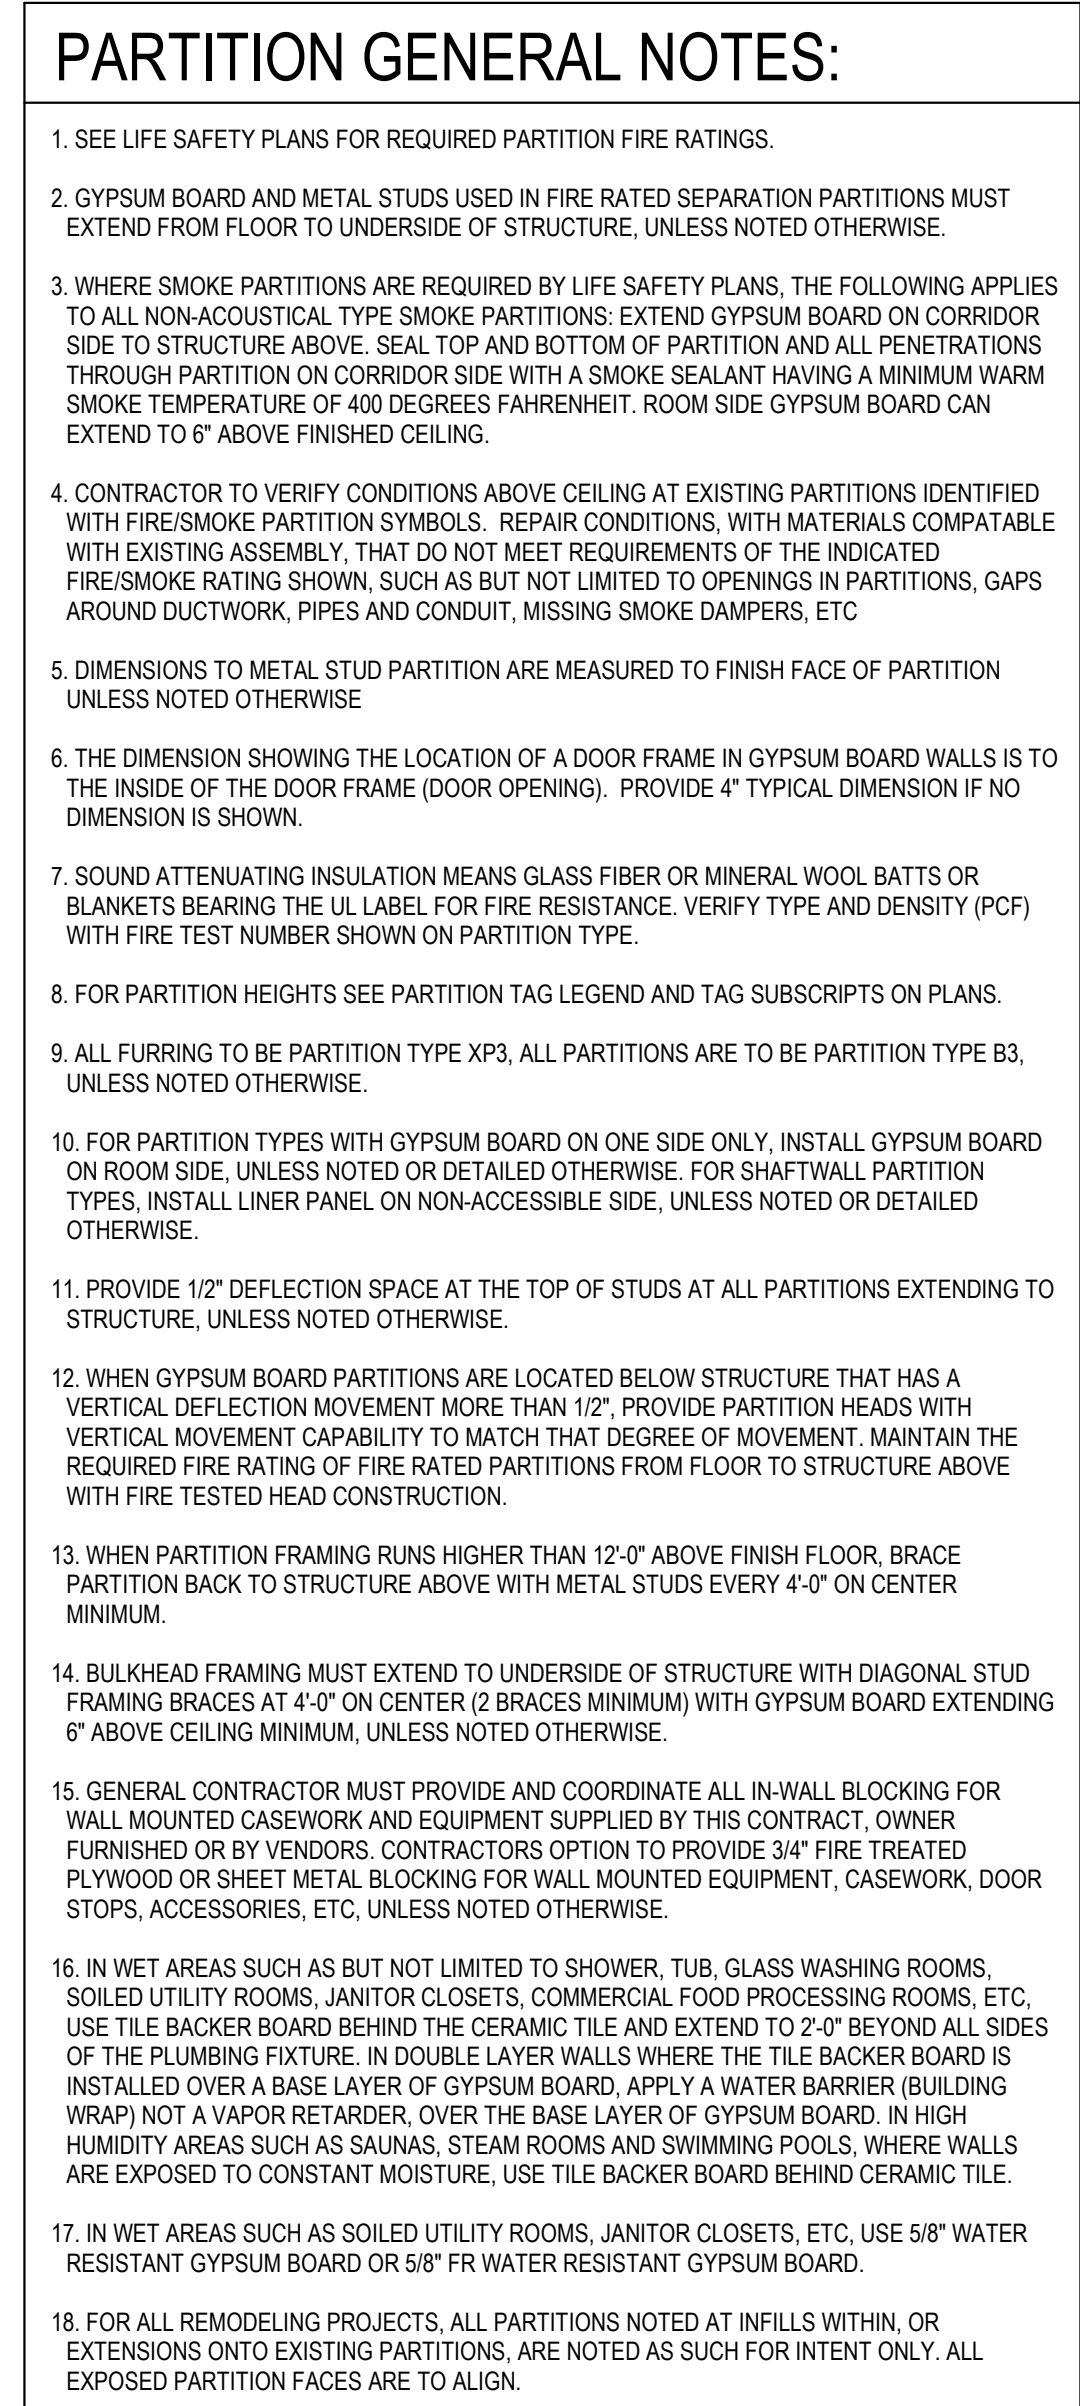 PARTITION GENERAL NOTES:
1. SEE LIFE SAFETY PLANS FOR REQUIRED PARTITION FIRE RATINGS.
2. GYPSUM BOARD AND METAL STUDS USED IN FIRE RATED SEPARATION PARTITIONS MUST
EXTEND FROM FLOOR TO UNDERSIDE OF STRUCTURE, UNLESS NOTED OTHERWISE.
3. WHERE SMOKE PARTITIONS ARE REQUIRED BY LIFE SAFETY PLANS, THE FOLLOWING APPLIES
TO ALL NON-ACOUSTICAL TYPE SMOKE PARTITIONS: EXTEND GYPSUM BOARD ON CORRIDOR
SIDE TO STRUCTURE ABOVE. SEAL TOP AND BOTTOM OF PARTITION AND ALL PENETRATIONS
THROUGH PARTITION ON CORRIDOR SIDE WITH A SMOKE SEALANT HAVING A MINIMUM WARM
SMOKE TEMPERATURE OF 400 DEGREES FAHRENHEIT. ROOM SIDE GYPSUM BOARD CAN
EXTEND TO 6" ABOVE FINISHED CEILING.
4. CONTRACTOR TO VERIFY CONDITIONS ABOVE CEILING AT EXISTING PARTITIONS IDENTIFIED
WITH FIRE/SMOKE PARTITION SYMBOLS.  REPAIR CONDITIONS, WITH MATERIALS COMPATABLE
WITH EXISTING ASSEMBLY, THAT DO NOT MEET REQUIREMENTS OF THE INDICATED
FIRE/SMOKE RATING SHOWN, SUCH AS BUT NOT LIMITED TO OPENINGS IN PARTITIONS, GAPS
AROUND DUCTWORK, PIPES AND CONDUIT, MISSING SMOKE DAMPERS, ETC
5. DIMENSIONS TO METAL STUD PARTITION ARE MEASURED TO FINISH FACE OF PARTITION
UNLESS NOTED OTHERWISE
6. THE DIMENSION SHOWING THE LOCATION OF A DOOR FRAME IN GYPSUM BOARD WALLS IS TO
THE INSIDE OF THE DOOR FRAME (DOOR OPENING).  PROVIDE 4" TYPICAL DIMENSION IF NO
DIMENSION IS SHOWN.
7. SOUND ATTENUATING INSULATION MEANS GLASS FIBER OR MINERAL WOOL BATTS OR
BLANKETS BEARING THE UL LABEL FOR FIRE RESISTANCE. VERIFY TYPE AND DENSITY (PCF)
WITH FIRE TEST NUMBER SHOWN ON PARTITION TYPE.
8. FOR PARTITION HEIGHTS SEE PARTITION TAG LEGEND AND TAG SUBSCRIPTS ON PLANS.
9. ALL FURRING TO BE PARTITION TYPE XP3, ALL PARTITIONS ARE TO BE PARTITION TYPE B3,
UNLESS NOTED OTHERWISE.
10. FOR PARTITION TYPES WITH GYPSUM BOARD ON ONE SIDE ONLY, INSTALL GYPSUM BOARD
ON ROOM SIDE, UNLESS NOTED OR DETAILED OTHERWISE. FOR SHAFTWALL PARTITION
TYPES, INSTALL LINER PANEL ON NON-ACCESSIBLE SIDE, UNLESS NOTED OR DETAILED
OTHERWISE.
11. PROVIDE 1/2" DEFLECTION SPACE AT THE TOP OF STUDS AT ALL PARTITIONS EXTENDING TO
STRUCTURE, UNLESS NOTED OTHERWISE.
12. WHEN GYPSUM BOARD PARTITIONS ARE LOCATED BELOW STRUCTURE THAT HAS A
VERTICAL DEFLECTION MOVEMENT MORE THAN 1/2", PROVIDE PARTITION HEADS WITH
VERTICAL MOVEMENT CAPABILITY TO MATCH THAT DEGREE OF MOVEMENT. MAINTAIN THE
REQUIRED FIRE RATING OF FIRE RATED PARTITIONS FROM FLOOR TO STRUCTURE ABOVE
WITH FIRE TESTED HEAD CONSTRUCTION.
13. WHEN PARTITION FRAMING RUNS HIGHER THAN 12'-0" ABOVE FINISH FLOOR, BRACE
PARTITION BACK TO STRUCTURE ABOVE WITH METAL STUDS EVERY 4'-0" ON CENTER
MINIMUM.
14. BULKHEAD FRAMING MUST EXTEND TO UNDERSIDE OF STRUCTURE WITH DIAGONAL STUD
FRAMING BRACES AT 4'-0" ON CENTER (2 BRACES MINIMUM) WITH GYPSUM BOARD EXTENDING
6" ABOVE CEILING MINIMUM, UNLESS NOTED OTHERWISE.
15. GENERAL CONTRACTOR MUST PROVIDE AND COORDINATE ALL IN-WALL BLOCKING FOR
WALL MOUNTED CASEWORK AND EQUIPMENT SUPPLIED BY THIS CONTRACT, OWNER
FURNISHED OR BY VENDORS. CONTRACTORS OPTION TO PROVIDE 3/4" FIRE TREATED
PLYWOOD OR SHEET METAL BLOCKING FOR WALL MOUNTED EQUIPMENT, CASEWORK, DOOR
STOPS, ACCESSORIES, ETC, UNLESS NOTED OTHERWISE.
16. IN WET AREAS SUCH AS BUT NOT LIMITED TO SHOWER, TUB, GLASS WASHING ROOMS,
SOILED UTILITY ROOMS, JANITOR CLOSETS, COMMERCIAL FOOD PROCESSING ROOMS, ETC,
USE TILE BACKER BOARD BEHIND THE CERAMIC TILE AND EXTEND TO 2'-0" BEYOND ALL SIDES
OF THE PLUMBING FIXTURE. IN DOUBLE LAYER WALLS WHERE THE TILE BACKER BOARD IS
INSTALLED OVER A BASE LAYER OF GYPSUM BOARD, APPLY A WATER BARRIER (BUILDING
WRAP) NOT A VAPOR RETARDER, OVER THE BASE LAYER OF GYPSUM BOARD. IN HIGH
HUMIDITY AREAS SUCH AS SAUNAS, STEAM ROOMS AND SWIMMING POOLS, WHERE WALLS
ARE EXPOSED TO CONSTANT MOISTURE, USE TILE BACKER BOARD BEHIND CERAMIC TILE.
17. IN WET AREAS SUCH AS SOILED UTILITY ROOMS, JANITOR CLOSETS, ETC, USE 5/8" WATER
RESISTANT GYPSUM BOARD OR 5/8" FR WATER RESISTANT GYPSUM BOARD.
18. FOR ALL REMODELING PROJECTS, ALL PARTITIONS NOTED AT INFILLS WITHIN, OR
EXTENSIONS ONTO EXISTING PARTITIONS, ARE NOTED AS SUCH FOR INTENT ONLY. ALL
EXPOSED PARTITION FACES ARE TO ALIGN.